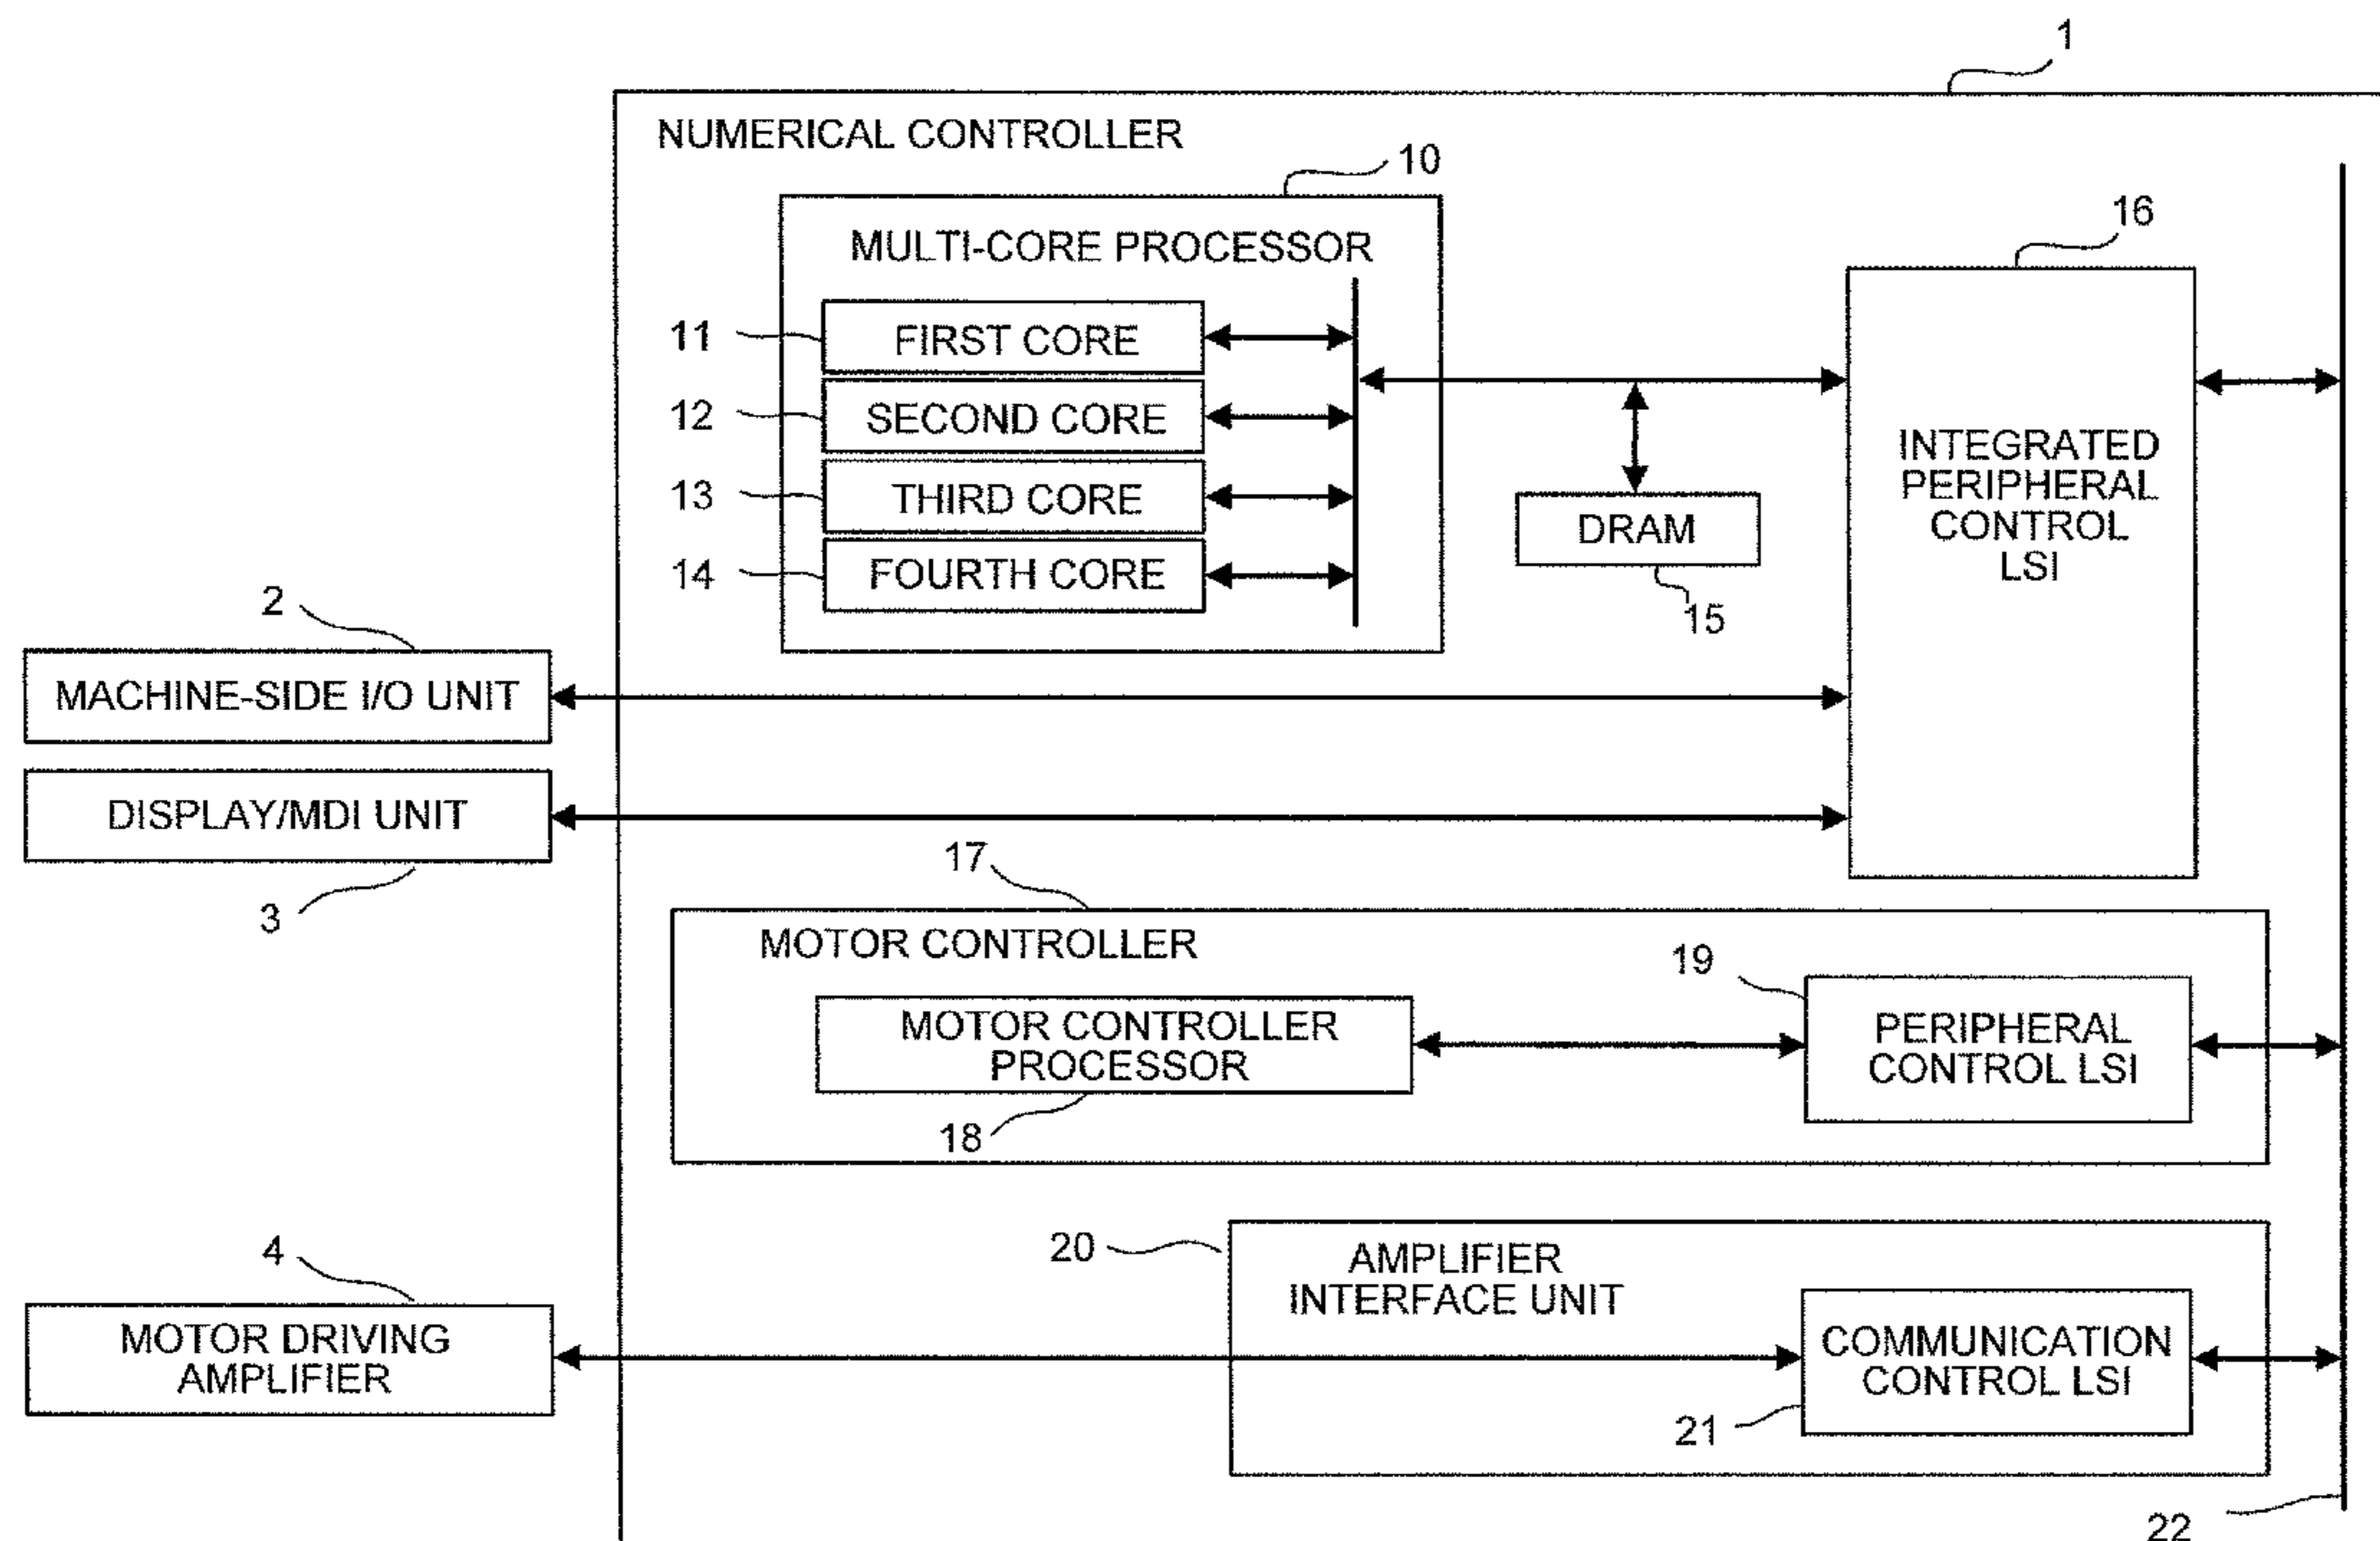 1
NUMERICAL CONTROLLER
10
MULTI-CORE PROCESSOR
16
11
FIRST CORE
12
SECOND CORE
13
THIRD CORE
14
FOURTH CORE
DRAM
15
INTEGRATED
PERIPHERAL
CONTROL
LSI
2
MACHINE-SIDE I/O UNIT
DISPLAY/MDI UNIT
3
17
MOTOR CONTROLLER
MOTOR CONTROLLER
PROCESSOR
18
19
PERIPHERAL
CONTROL LSI
4
MOTOR DRIVING
AMPLIFIER
20
AMPLIFIER
INTERFACE UNIT
COMMUNICATION
CONTROL LSI
21
22